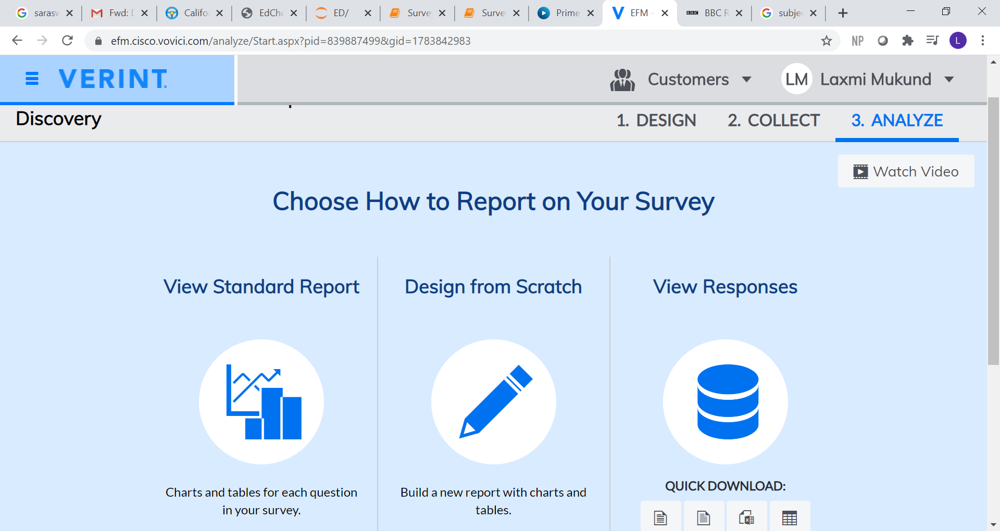 sarasw
Fwd: D
Califo
EdChe
ED/
Surve
Surve
Prime
EFM -
BBC R
subjec
efm.cisco.vovici.com/analyze/Start.aspx?pid=839887499&gid=1783842983
NP
L
VERINT.
Customers
LM Laxmi Mukund
Discovery
1. DESIGN
2. COLLECT
3. ANALYZE
Watch Video
Choose How to Report on Your Survey
View Standard Report
Charts and tables for each question
in your survey.
Design from Scratch
Build a new report with charts and
tables.
View Responses
QUICK DOWNLOAD: